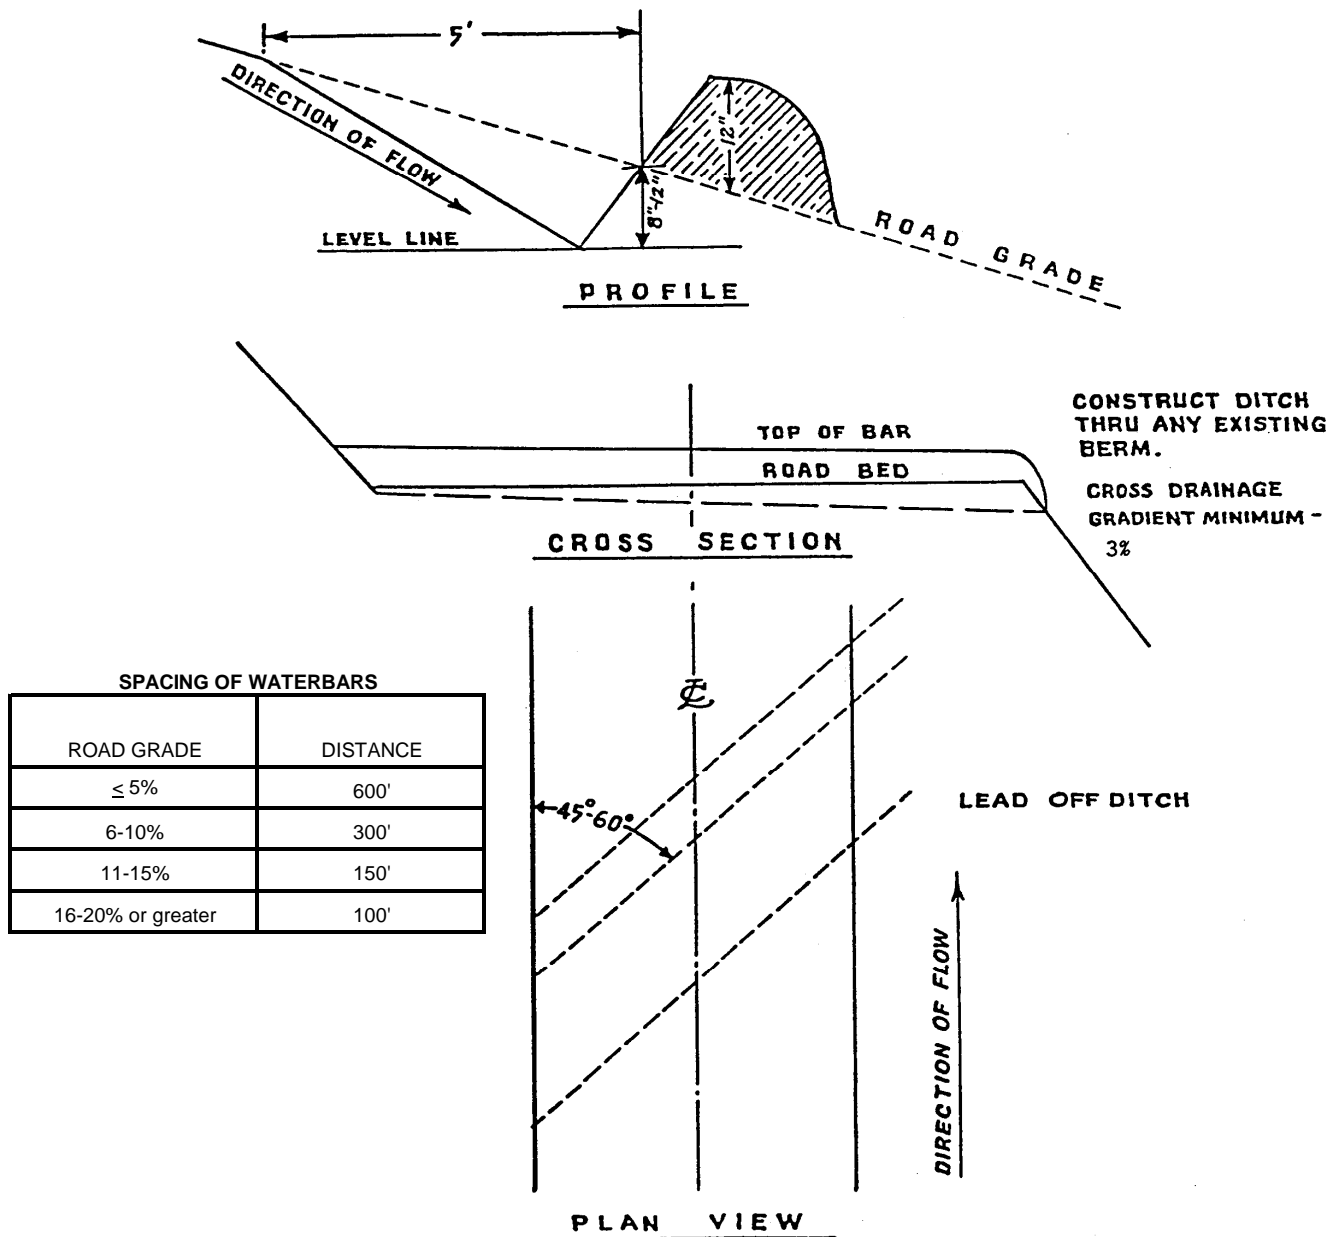 5'
DIRECTION OF FLOW
12"
8"-12"
LEVEL LINE
ROAD GRADE
PROFILE
CONSTRUCT DITCH
THRU ANY EXISTING
BERM.
TOP OF BAR
ROAD BED
CROSS DRAINAGE
GRADIENT MINIMUM -
3%
CROSS SECTION
SPACING OF WATERBARS
ROAD GRADE DISTANCE
≤ 5% 600'
6-10% 300'
11-15% 150'
16-20% or greater 100'
℄
45°-60°
LEAD OFF DITCH
DIRECTION OF FLOW
PLAN VIEW